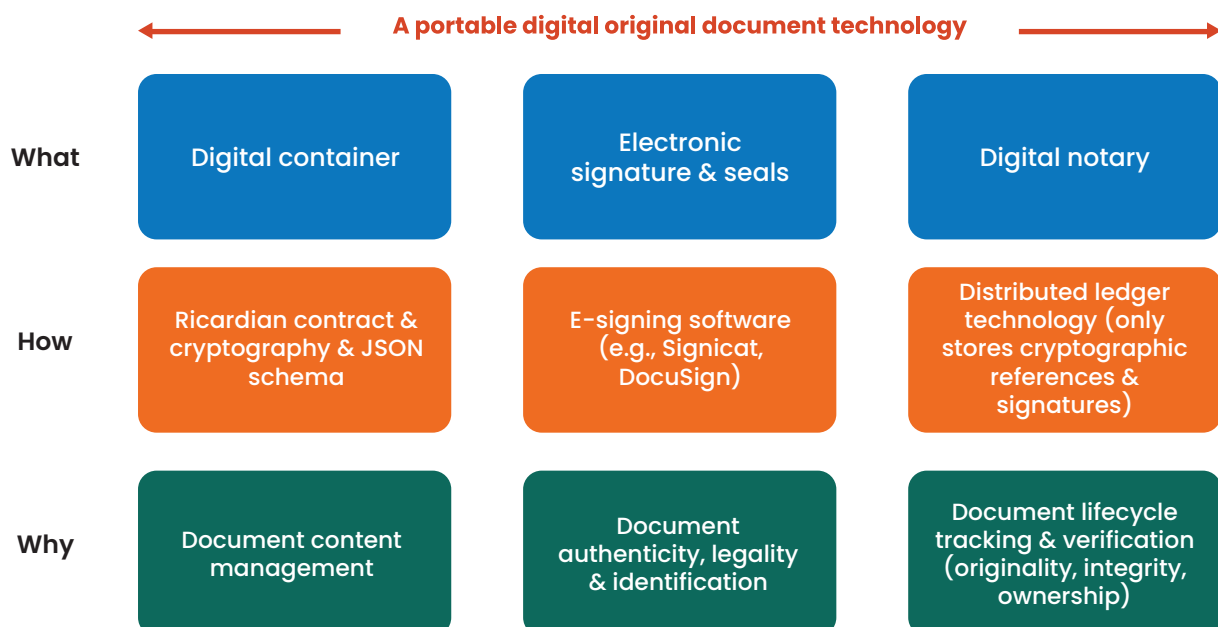 A portable digital original document technology
What
Digital container
Electronic
signature & seals
Digital notary
How
Ricardian contract &
cryptography & JSON
schema
E-signing software
(e.g., Signicat,
DocuSign)
Distributed ledger
technology (only
stores cryptographic
references &
signatures)
Why
Document content
management
Document
authenticity, legality
& identification
Document lifecycle
tracking & verification
(originality, integrity,
ownership)